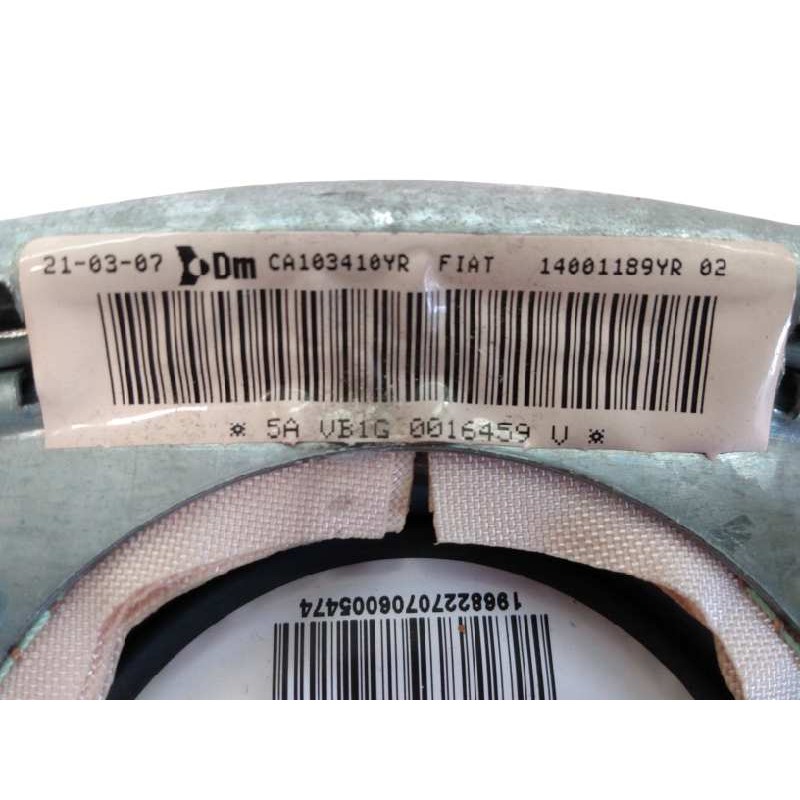 21-03-07 Dm CA103410YR FIAT 14001189YR 02
* 5A VB1G 0016459 V *
19682270706005474